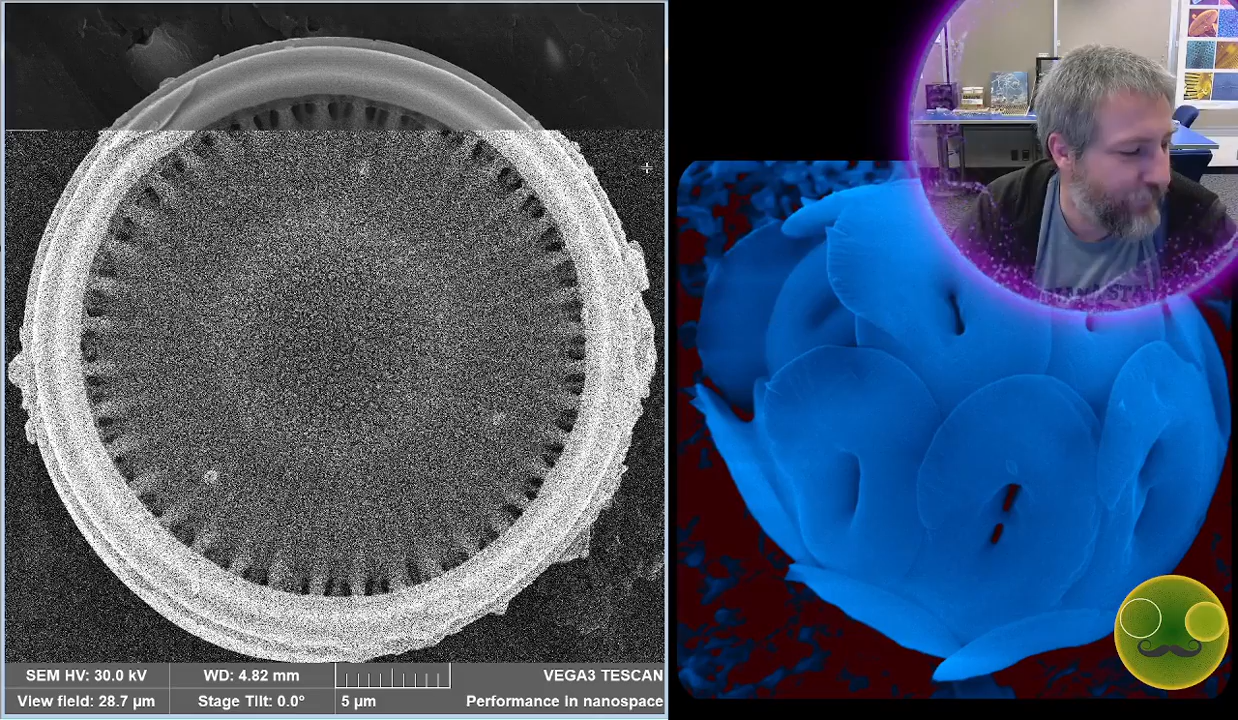 SEM HV: 30.0 kV
WD: 4.82 mm
VEGA3 TESCAN
View field: 28.7 µm
Stage Tilt: 0.0°
5 µm
Performance in nanospace